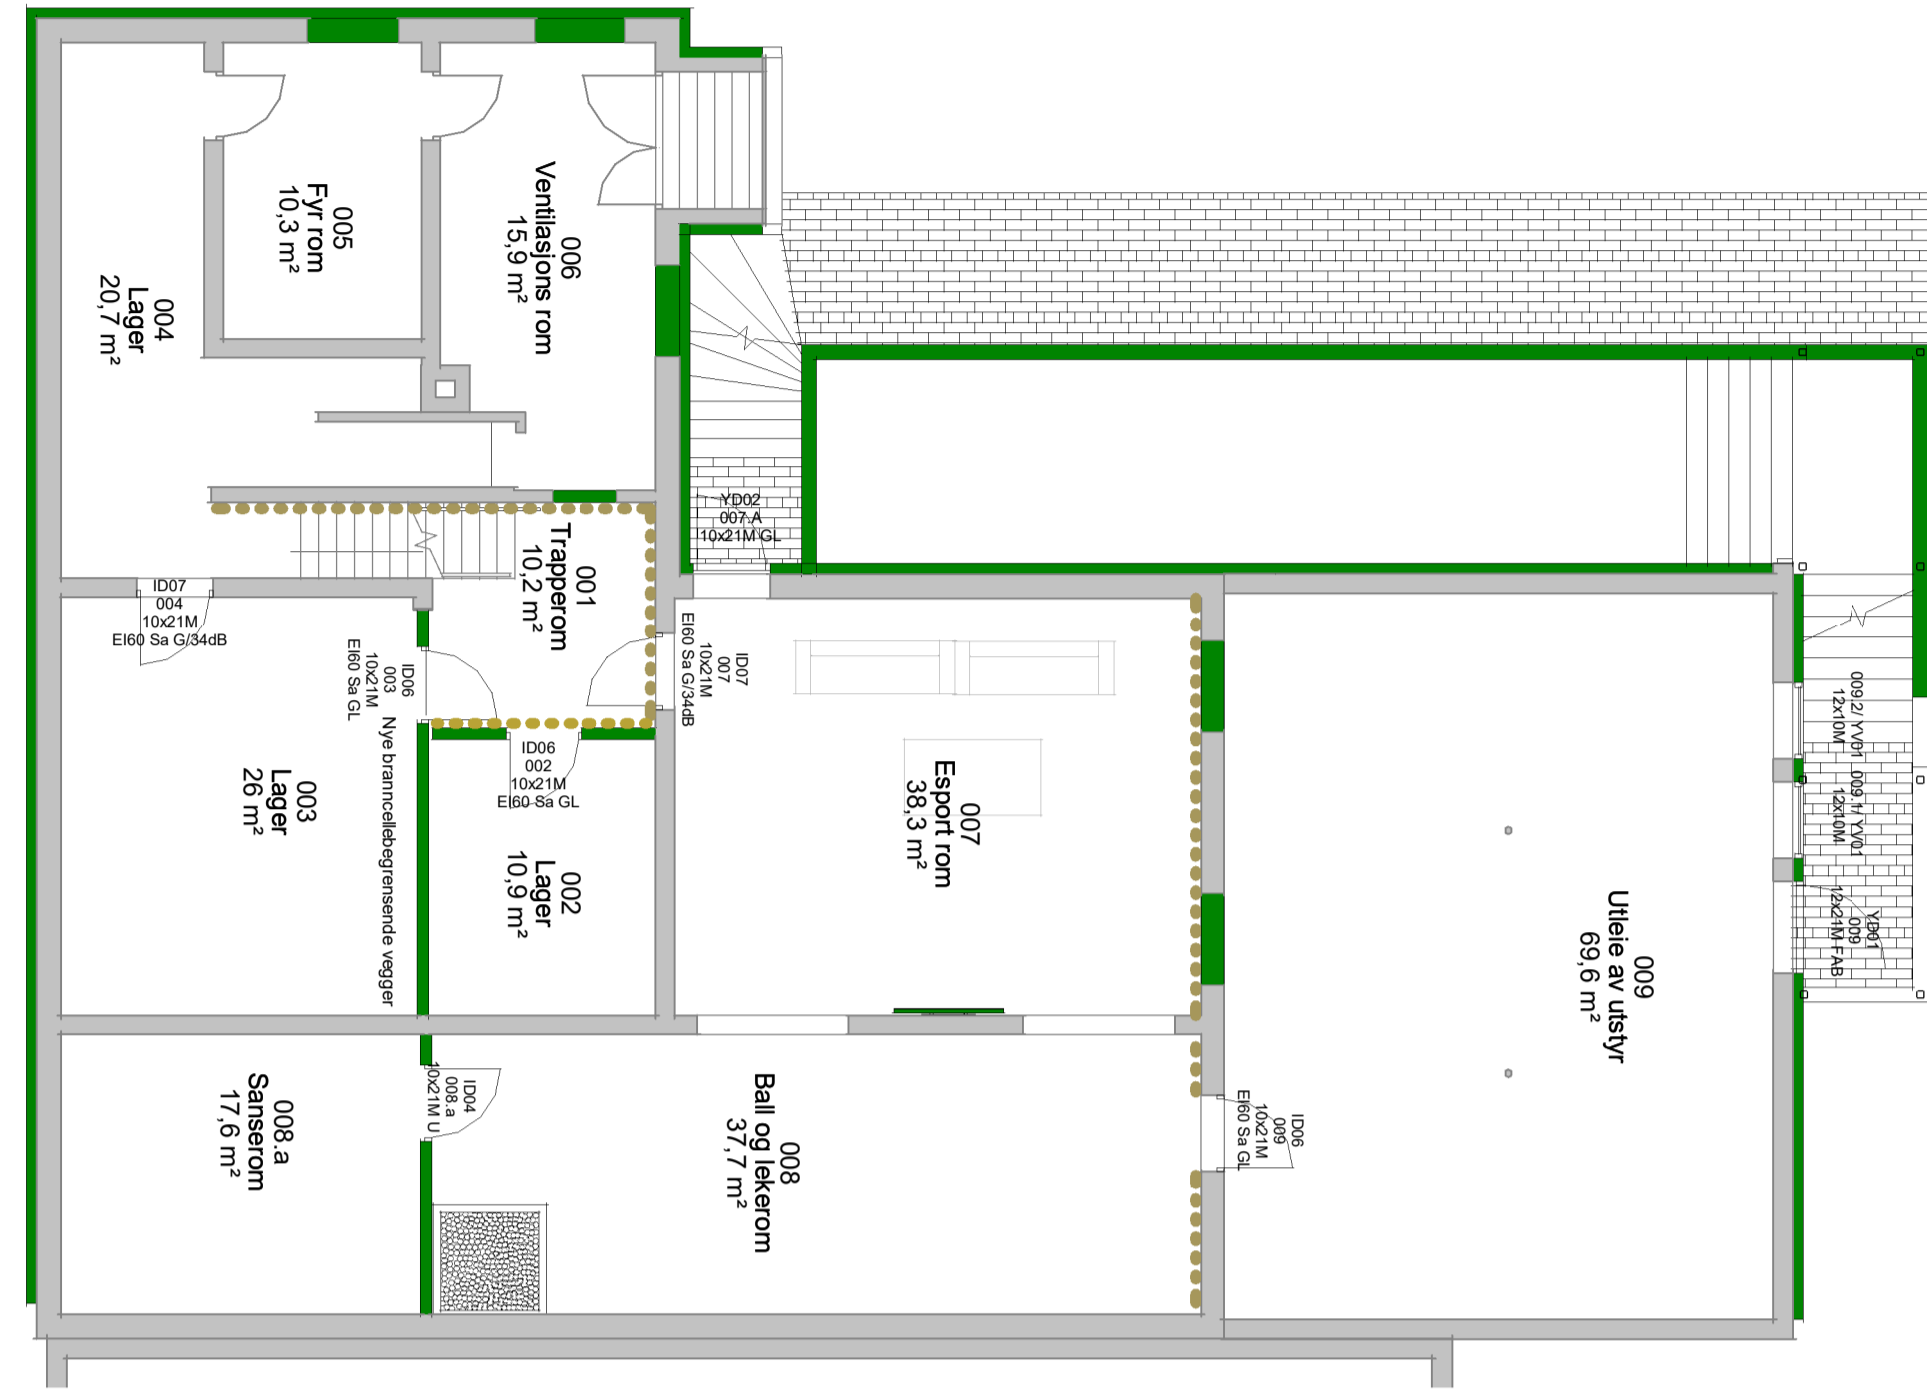 005
Fyr rom
10,3 m²
006
Ventilasjons rom
15,9 m²
004
Lager
20,7 m²
YD02
007.A
10x21M GL
001
Trapperom
10,2 m²
ID07
004
10x21M
EI60 Sa G/34dB
ID06
003
10x21M
EI60 Sa GL
ID07
007
10x21M
EI60 Sa G/34dB
Nye branncellebegrensende vegger
ID06
002
10x21M
EI60 Sa GL
003
Lager
26 m²
002
Lager
10,9 m²
007
Esport rom
38,3 m²
009
Utleie av utstyr
69,6 m²
009.2/ YV01
12x10M
009.1/ YV01
12x10M
YD01
009
12x21M FAB
008.a
Sanserom
17,6 m²
ID04
008.a
10x21M U
008
Ball og lekerom
37,7 m²
ID06
009
10x21M
EI60 Sa GL